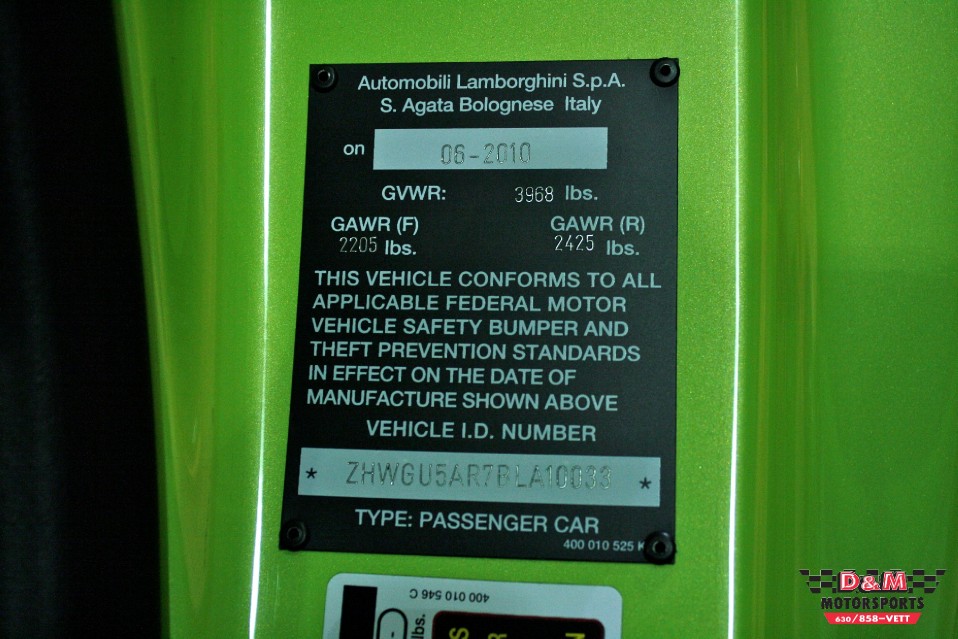 Automobili Lamborghini S.p.A.
S. Agata Bolognese Italy
on 06-2010
GVWR: 3968 lbs.
GAWR (F) GAWR (R)
2205 lbs. 2425 lbs.
THIS VEHICLE CONFORMS TO ALL
APPLICABLE FEDERAL MOTOR
VEHICLE SAFETY BUMPER AND
THEFT PREVENTION STANDARDS
IN EFFECT ON THE DATE OF
MANUFACTURE SHOWN ABOVE
VEHICLE I.D. NUMBER
* ZHWGU5AR7BLA10033 *
TYPE: PASSENGER CAR
400 010 525
400 010 546 C
lbs.
D&M
MOTORSPORTS
630/858-VETT